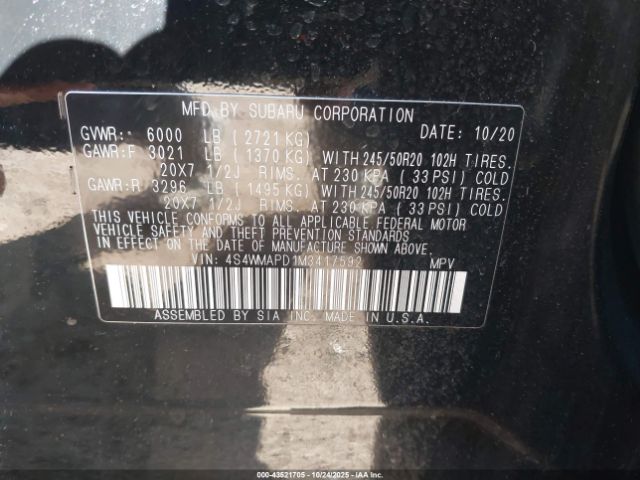 MFD BY SUBARU CORPORATION
GVWR: 6000 LB (2721 KG) DATE: 10/20
GAWR:F 3021 LB (1370 KG) WITH 245/50R20 102H TIRES.
20X7 1/2J RIMS. AT 230 KPA (33 PSI) COLD
GAWR:R 3296 LB (1495 KG) WITH 245/50R20 102H TIRES.
20X7 1/2J RIMS. AT 230 KPA (33 PSI) COLD
THIS VEHICLE CONFORMS TO ALL APPLICABLE FEDERAL MOTOR
VEHICLE SAFETY AND THEFT PREVENTION STANDARDS
IN EFFECT ON THE DATE OF MANUFACTURE SHOWN ABOVE.
VIN: 4S4WMAPD1M3417592 MPV
ASSEMBLED BY SIA INC. MADE IN U.S.A.
00-43521705 - 10/24/2025 - IAAI.COM